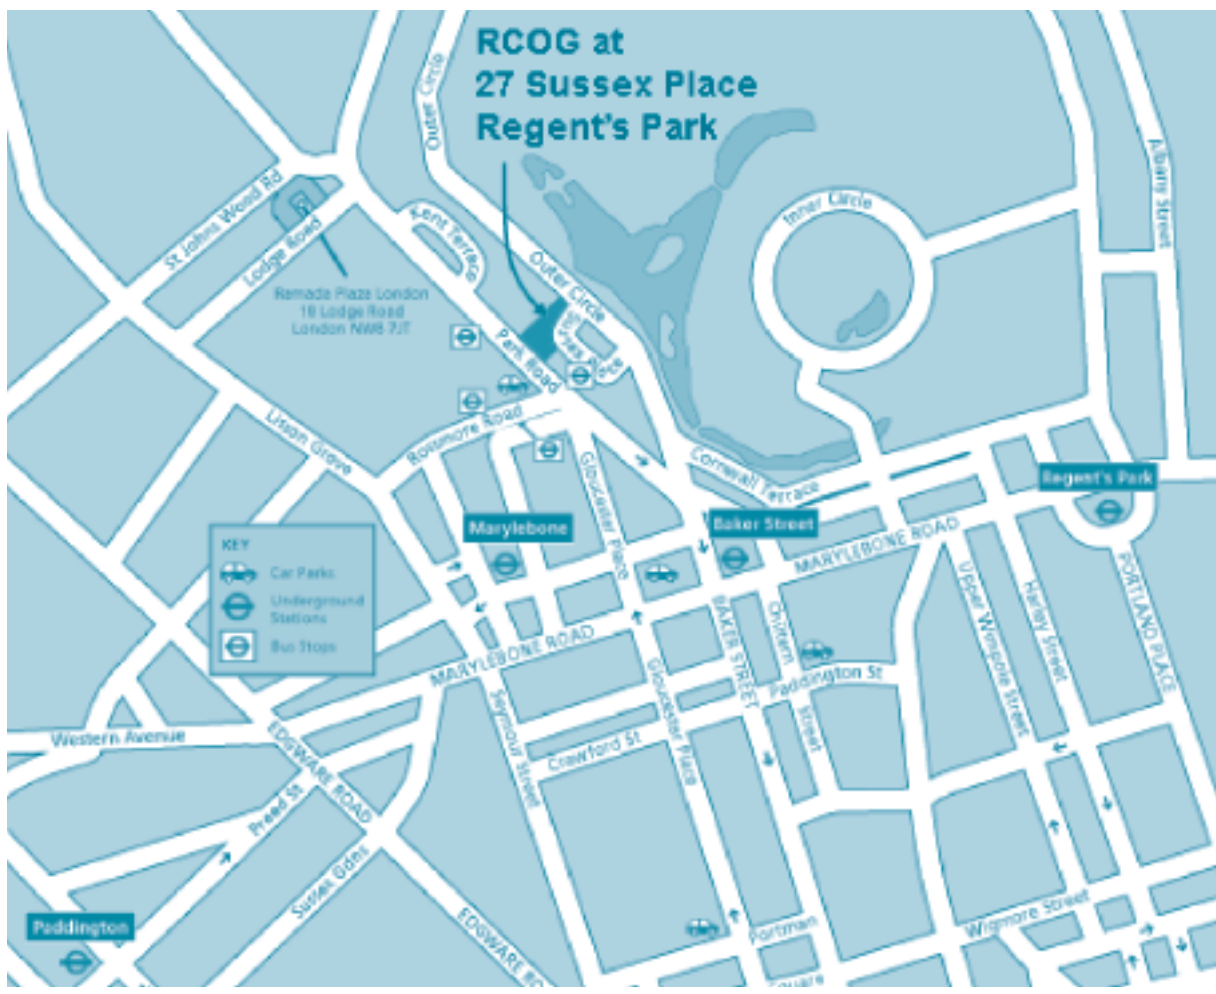 RCOG at
27 Sussex Place
Regent's Park
Outer Circle
Albany Street
St Johns Wood Rd
Lodge Road
Kent Terrace
Inner Circle
Outer Circle
Ramada Plaza London
18 Lodge Road
London NW8 7JT
Park Road
Sussex Place
Lisson Grove
Rossmore Road
Gloucester Place
Cornwall Terrace
Regent's Park
Marylebone
Baker Street
MARYLEBONE ROAD
KEY
Car Parks
Underground
Stations
Bus Stops
Upper Wimpole Street
Harley Street
PORTLAND PLACE
MARYLEBONE ROAD
BAKER STREET
Chiltern
Street
Gloucester Place
Paddington St
Seymour Street
Crawford St
Western Avenue
EDGWARE ROAD
Praed St
Sussex Gdns
Paddington
EDGWARE RO
Portman
Square
Wigmore Street